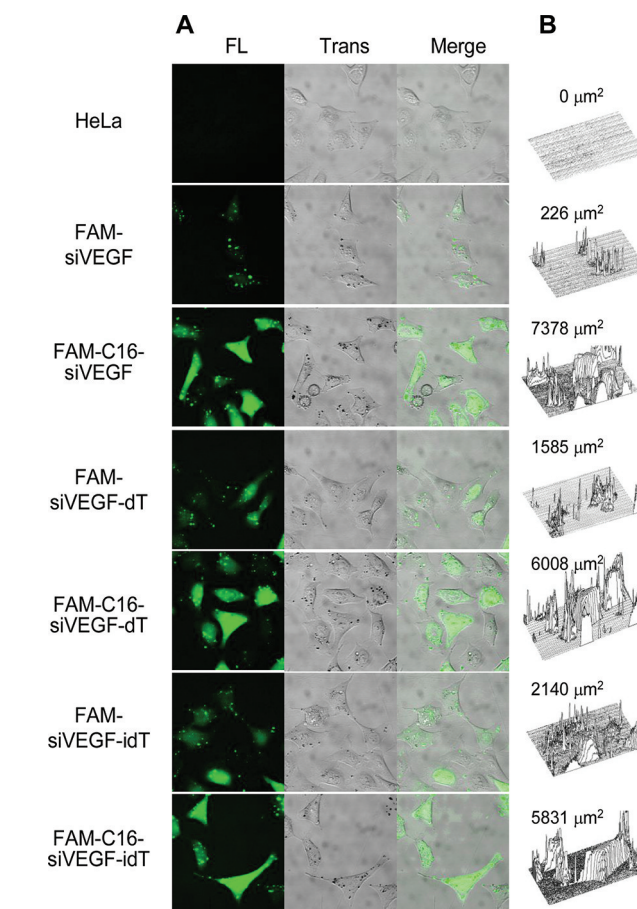 A
B
FL Trans Merge
HeLa
0 μm²
FAM-
siVEGF
226 μm²
FAM-C16-
siVEGF
7378 μm²
FAM-
siVEGF-dT
1585 μm²
FAM-C16-
siVEGF-dT
6008 μm²
FAM-
siVEGF-idT
2140 μm²
FAM-C16-
siVEGF-idT
5831 μm²